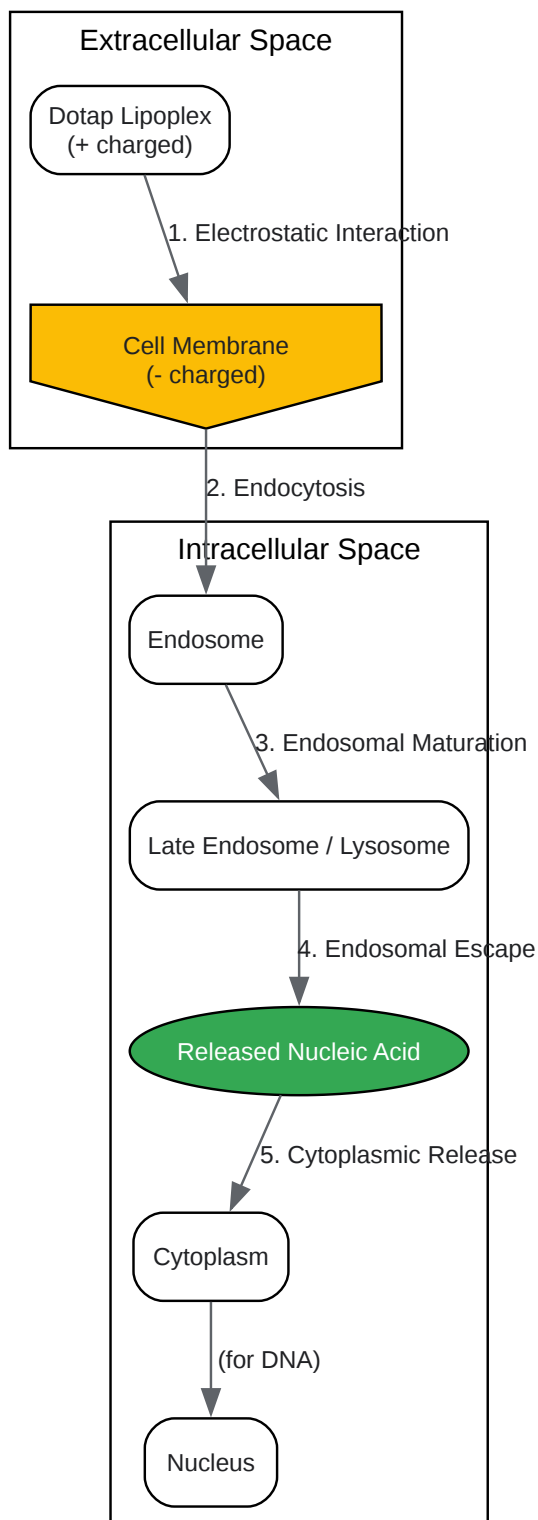 Extracellular Space
Dotap Lipoplex
(+ charged)
1. Electrostatic Interaction
Cell Membrane
(- charged)
2. Endocytosis
Intracellular Space
Endosome
3. Endosomal Maturation
Late Endosome / Lysosome
4. Endosomal Escape
Released Nucleic Acid
5. Cytoplasmic Release
Cytoplasm
(for DNA)
Nucleus